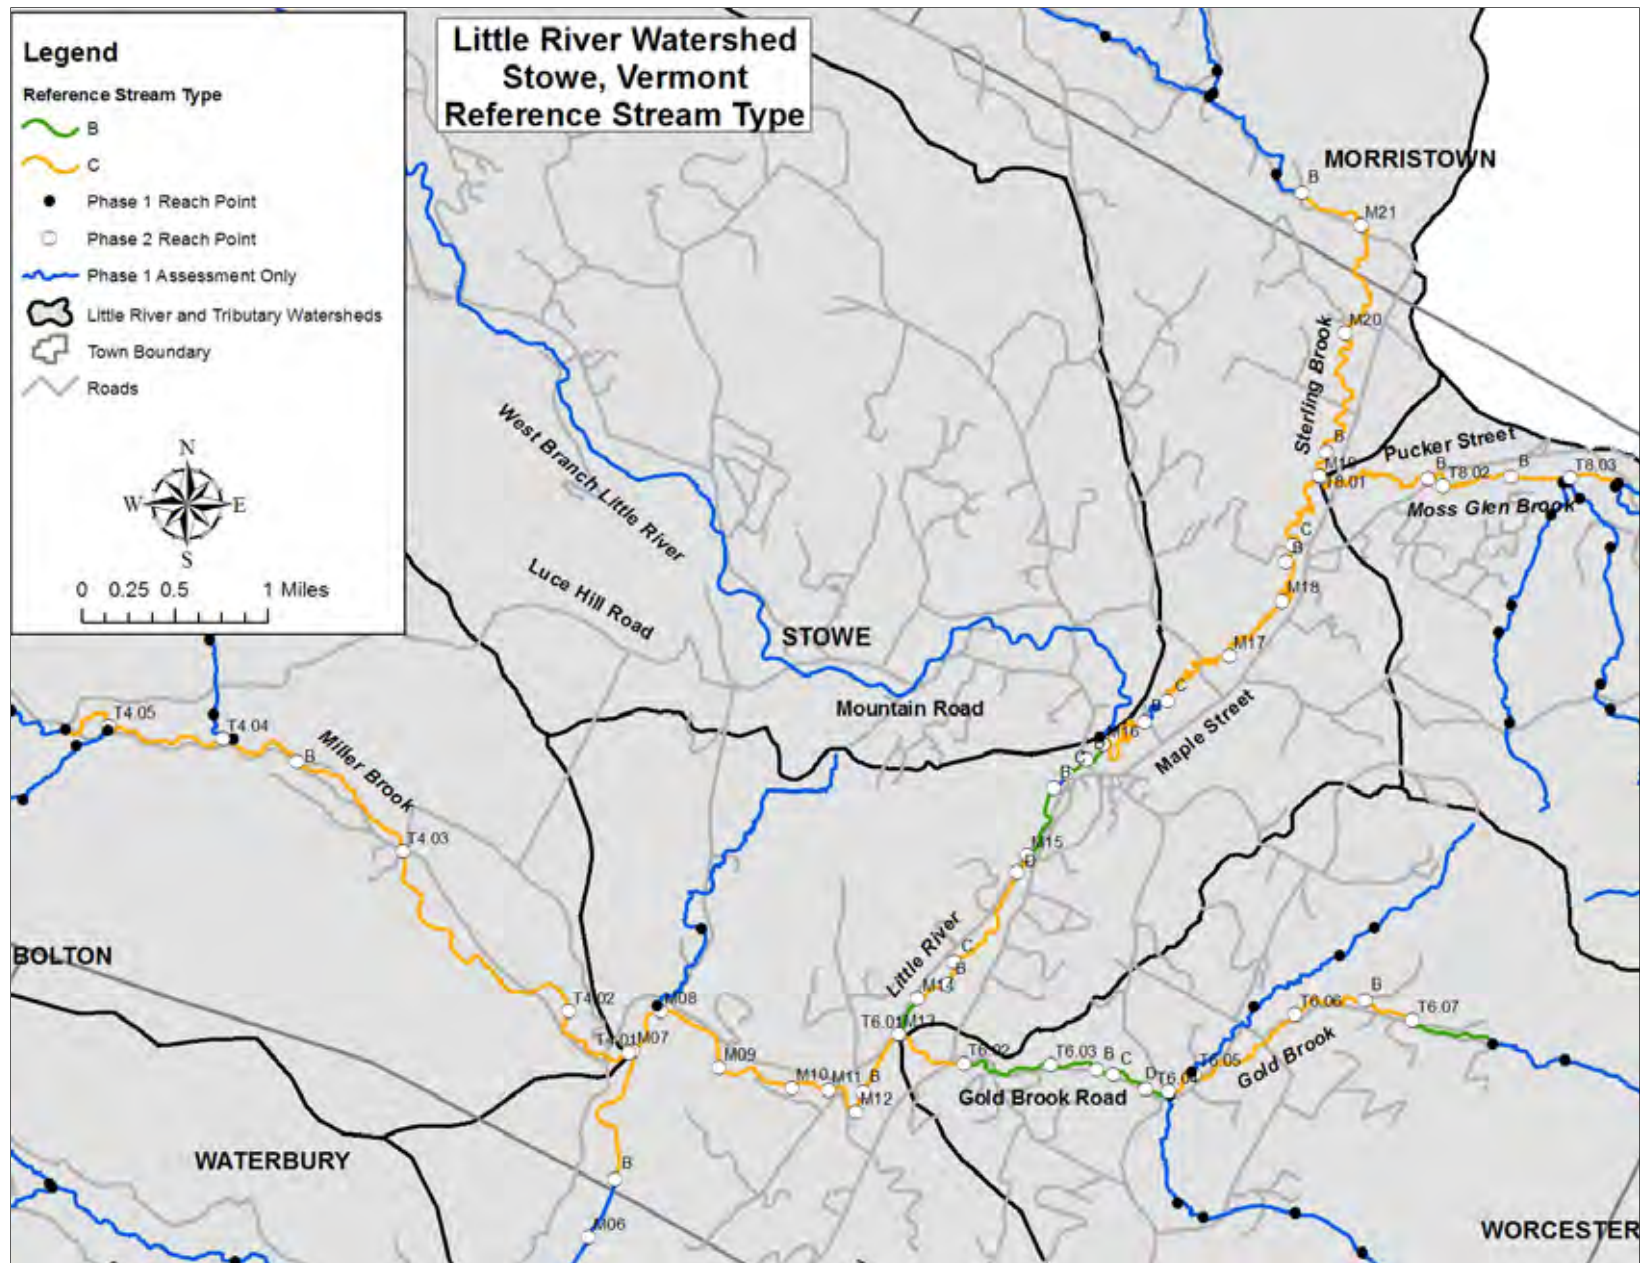 Little River Watershed
Stowe, Vermont
Reference Stream Type
Legend
Reference Stream Type
B
C
Phase 1 Reach Point
Phase 2 Reach Point
Phase 1 Assessment Only
Little River and Tributary Watersheds
Town Boundary
Roads
N
W E
S
0 0.25 0.5 1 Miles
MORRISTOWN
B
M21
M20
Sterling Brook
B
Pucker Street
M19
T8.01
B
T8.02
B
T8.03
Moss Glen Brook
C
B
M18
West Branch Little River
Luce Hill Road
STOWE
M17
Mountain Road
C
B
M16
Maple Street
B
C
B
M15
D
T4.05
T4.04
B
Miller Brook
T4.03
Little River
C
B
M14
BOLTON
T4.02
M08
T6.01
M13
T4.01
M07
M09
M10
M11
B
M12
T6.02
T6.03
B
C
D
T6.04
T6.05
T6.06
B
T6.07
Gold Brook
Gold Brook Road
WATERBURY
B
M06
WORCESTER